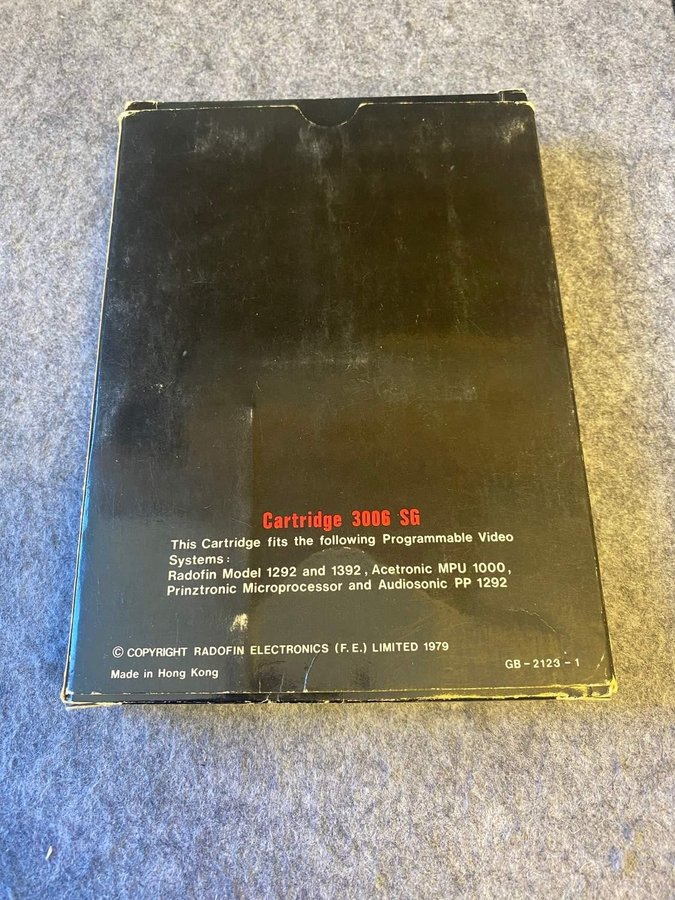 Cartridge 3006 SG
This Cartridge fits the following Programmable Video
Systems:
Radofin Model 1292 and 1392, Acetronic MPU 1000,
Prinztronic Microprocessor and Audiosonic PP 1292
© COPYRIGHT RADOFIN ELECTRONICS (F.E.) LIMITED 1979
Made in Hong Kong
GB-2123-1